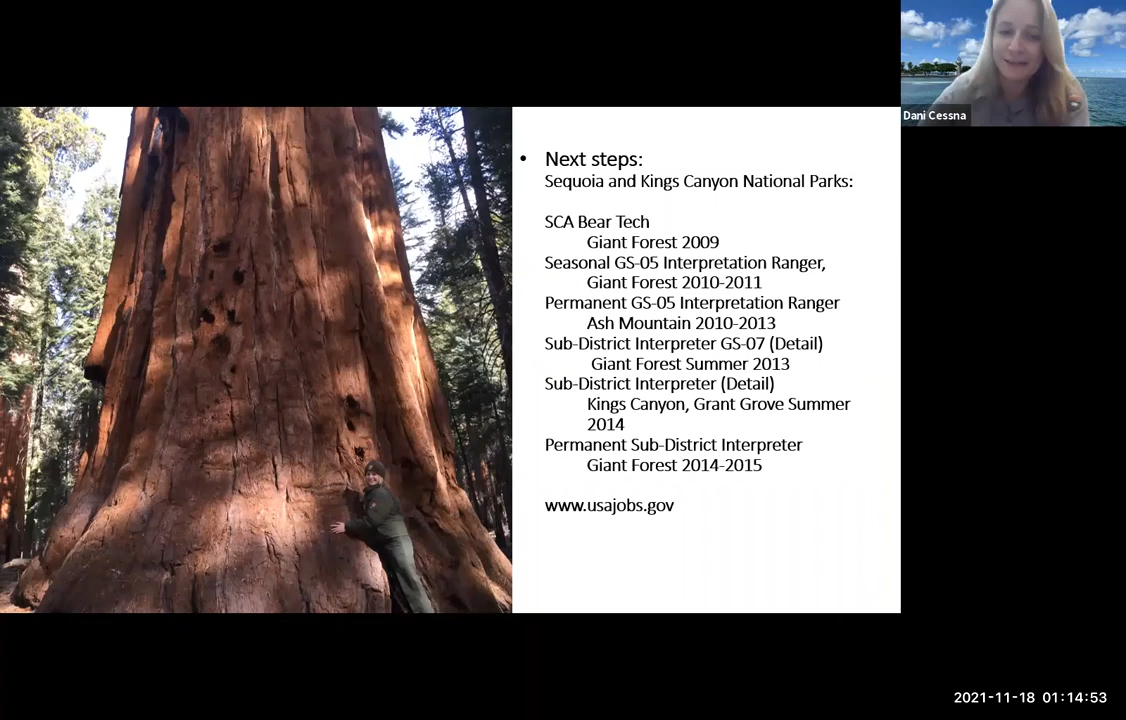 Dani Cessna
• Next steps:
Sequoia and Kings Canyon National Parks:
SCA Bear Tech
Giant Forest 2009
Seasonal GS-05 Interpretation Ranger,
Giant Forest 2010-2011
Permanent GS-05 Interpretation Ranger
Ash Mountain 2010-2013
Sub-District Interpreter GS-07 (Detail)
Giant Forest Summer 2013
Sub-District Interpreter (Detail)
Kings Canyon, Grant Grove Summer
2014
Permanent Sub-District Interpreter
Giant Forest 2014-2015
www.usajobs.gov
2021-11-18 01:14:53